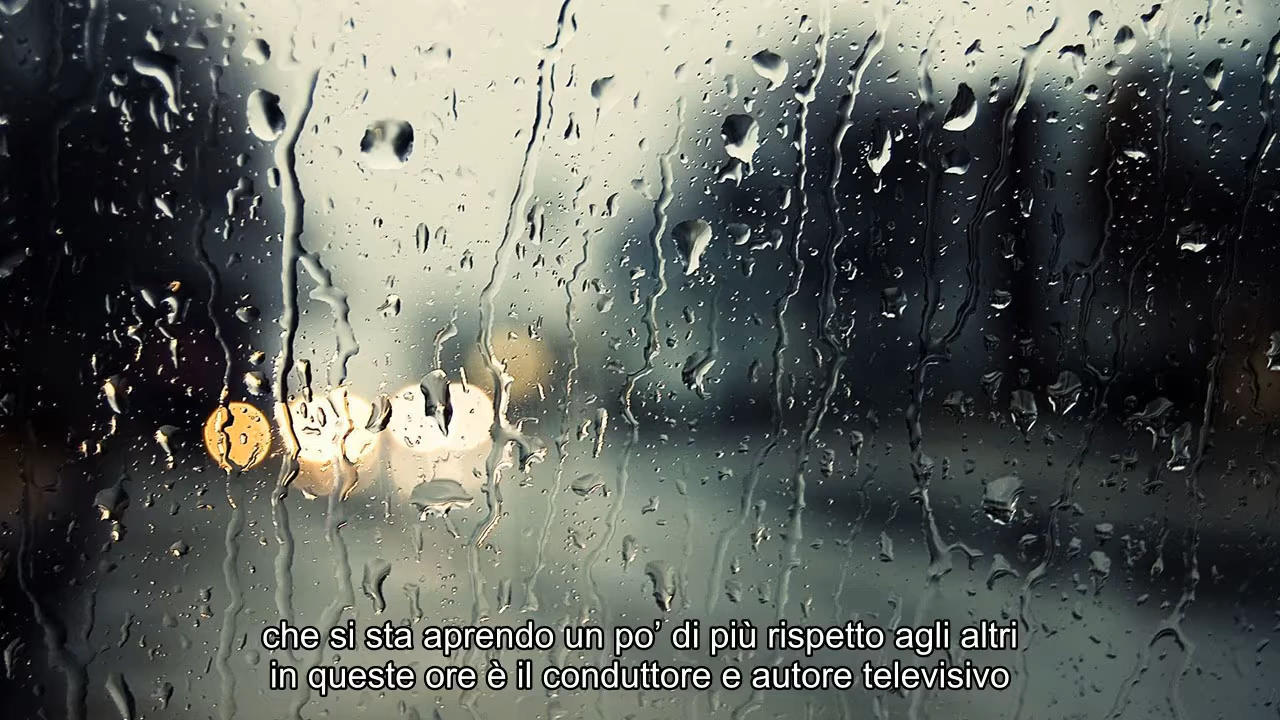 che si sta aprendo un po’ di più rispetto agli altri
in queste ore è il conduttore e autore televisivo